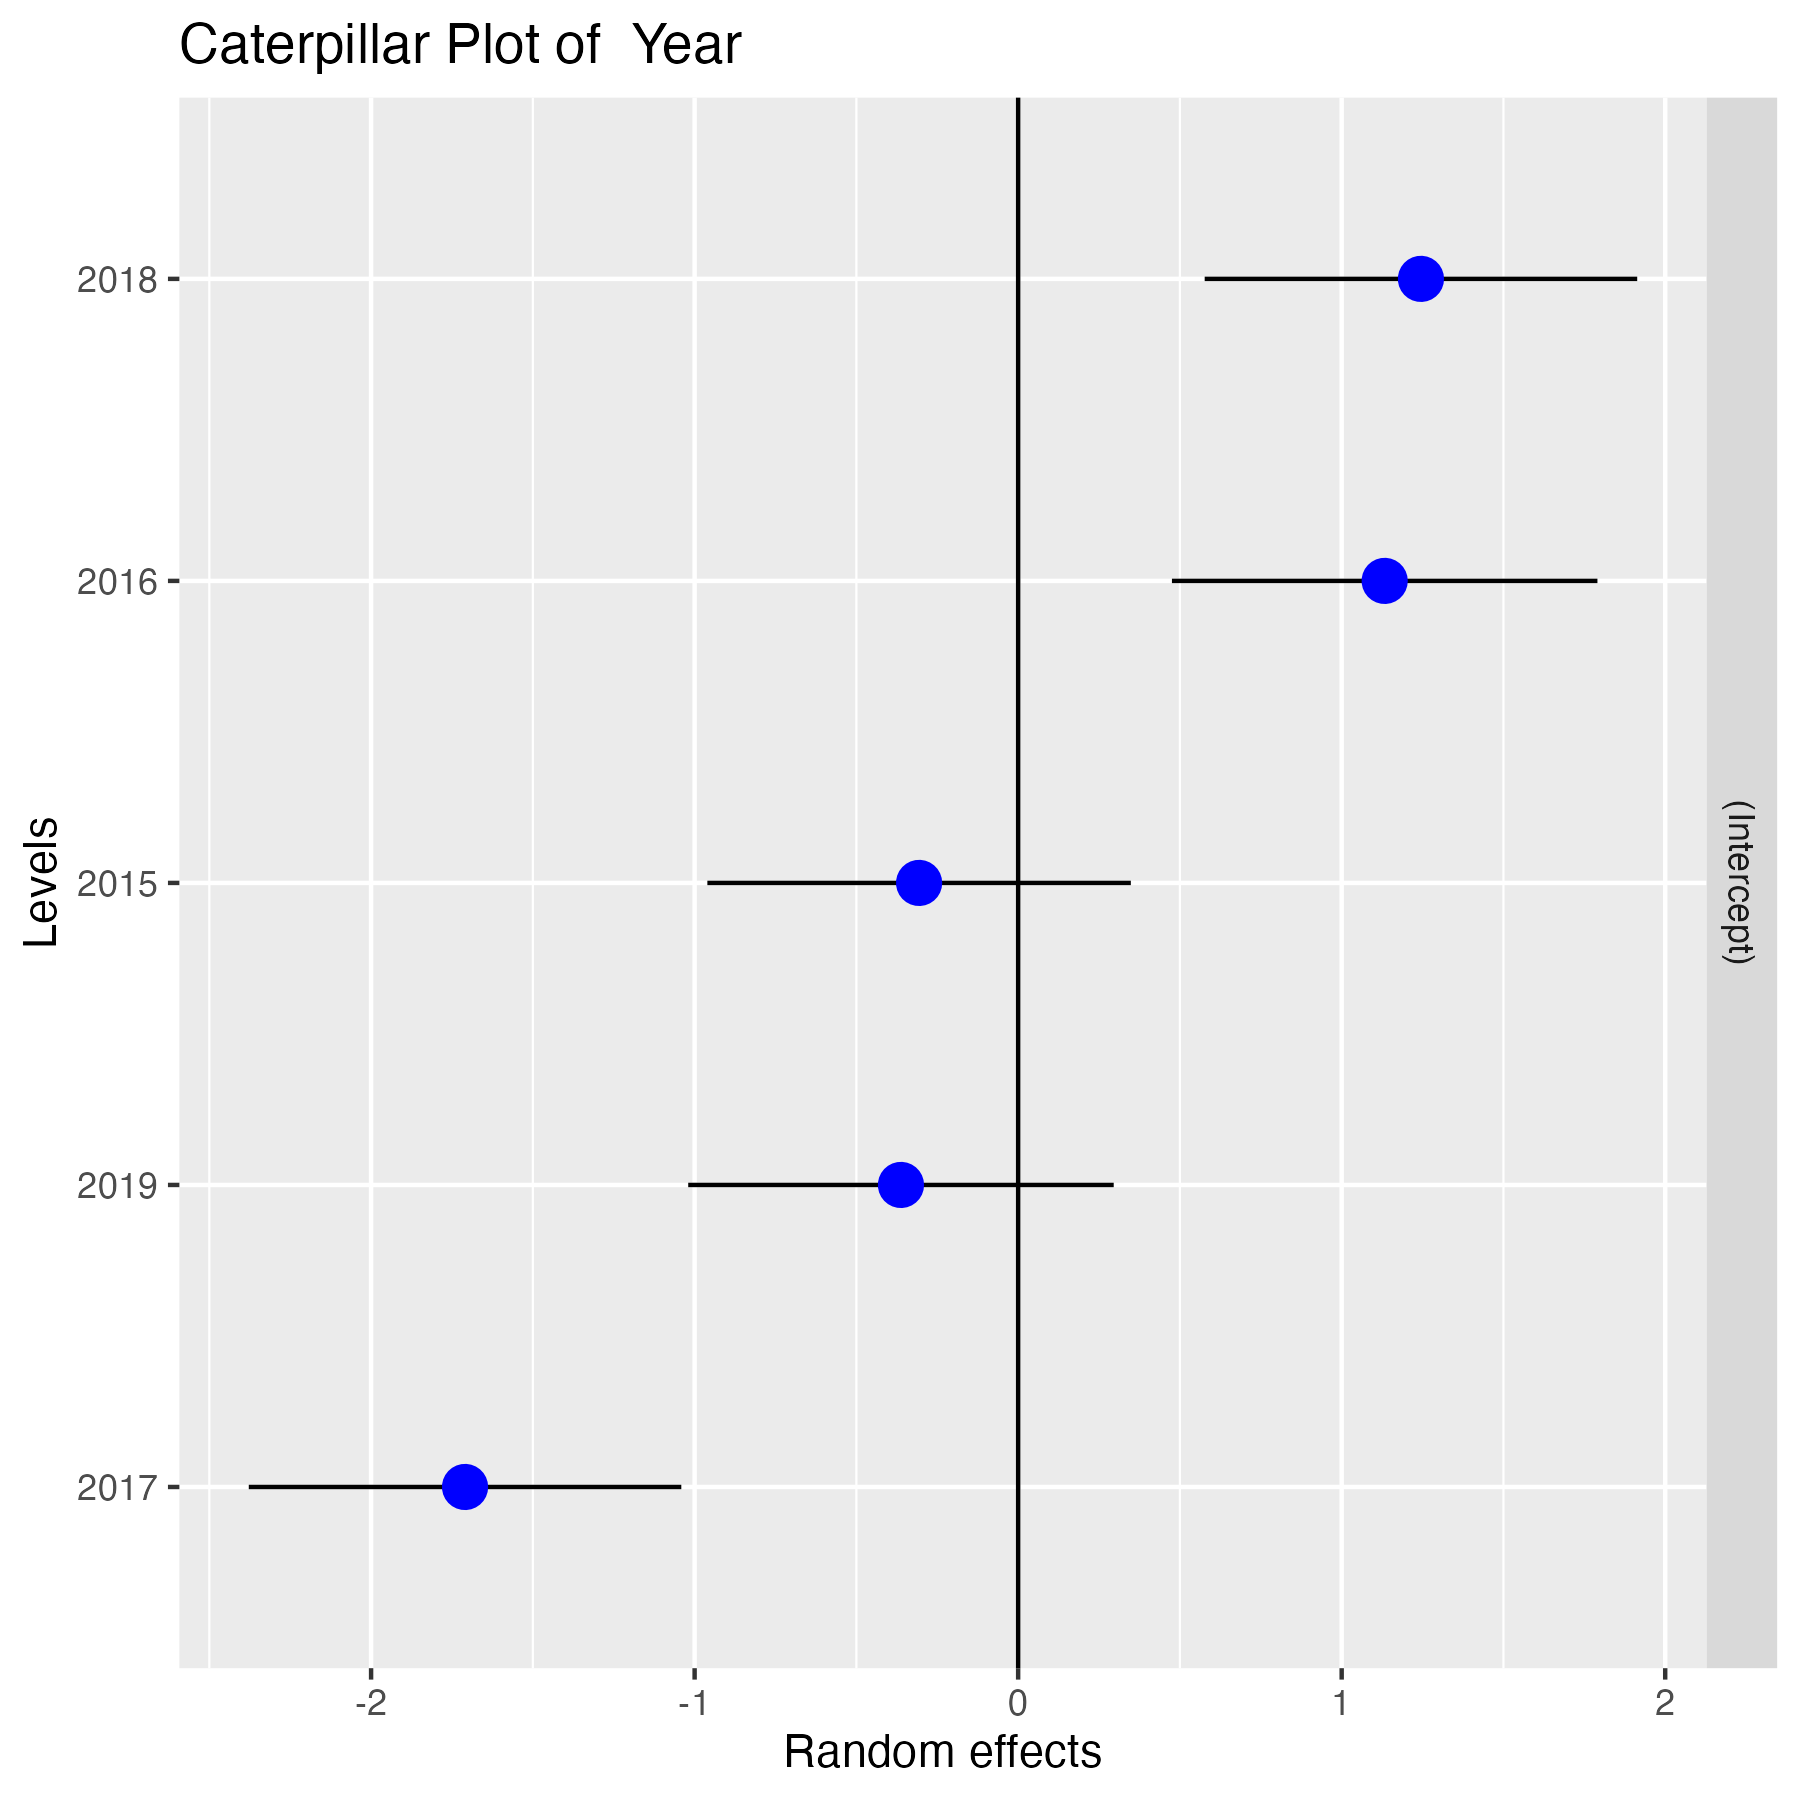 Caterpillar Plot of  Year
Levels
2018
2016
2015
2019
2017
(Intercept)
-2 -1 0 1 2
Random effects